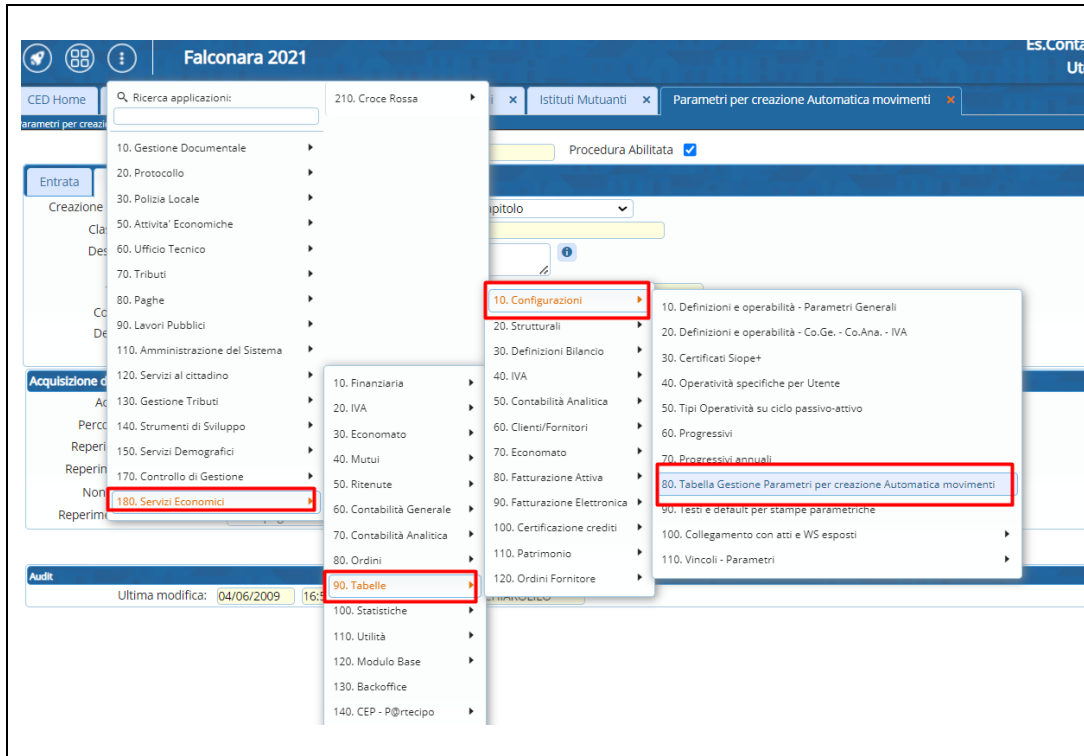 Falconara 2021
Es.Conta
Ut
CED Home
Istituti Mutuanti
Parametri per creazione Automatica movimenti
Ricerca applicazioni:
10. Gestione Documentale
20. Protocollo
30. Polizia Locale
50. Attivita' Economiche
60. Ufficio Tecnico
70. Tributi
80. Paghe
90. Lavori Pubblici
110. Amministrazione del Sistema
120. Servizi al cittadino
130. Gestione Tributi
140. Strumenti di Sviluppo
150. Servizi Demografici
170. Controllo di Gestione
180. Servizi Economici
210. Croce Rossa
Procedura Abilitata
Entrata
Creazione
apitolo
Cla
Des
Co
De
Acquisizione d
Ac
Perco
Reperi
Reperin
Non
Reperime
10. Finanziaria
20. IVA
30. Economato
40. Mutui
50. Ritenute
60. Contabilità Generale
70. Contabilità Analitica
80. Ordini
90. Tabelle
100. Statistiche
110. Utilità
120. Modulo Base
130. Backoffice
140. CEP - P@rtecipo
10. Configurazioni
20. Strutturali
30. Definizioni Bilancio
40. IVA
50. Contabilità Analitica
60. Clienti/Fornitori
70. Economato
80. Fatturazione Attiva
90. Fatturazione Elettronica
100. Certificazione crediti
110. Patrimonio
120. Ordini Fornitore
10. Definizioni e operabilità - Parametri Generali
20. Definizioni e operabilità - Co.Ge. - Co.Ana. - IVA
30. Certificati Siope+
40. Operatività specifiche per Utente
50. Tipi Operatività su ciclo passivo-attivo
60. Progressivi
70. Progressivi annuali
80. Tabella Gestione Parametri per creazione Automatica movimenti
90. Testi e default per stampe parametriche
100. Collegamento con atti e WS esposti
110. Vincoli - Parametri
Audit
Ultima modifica: 04/06/2009 16:5